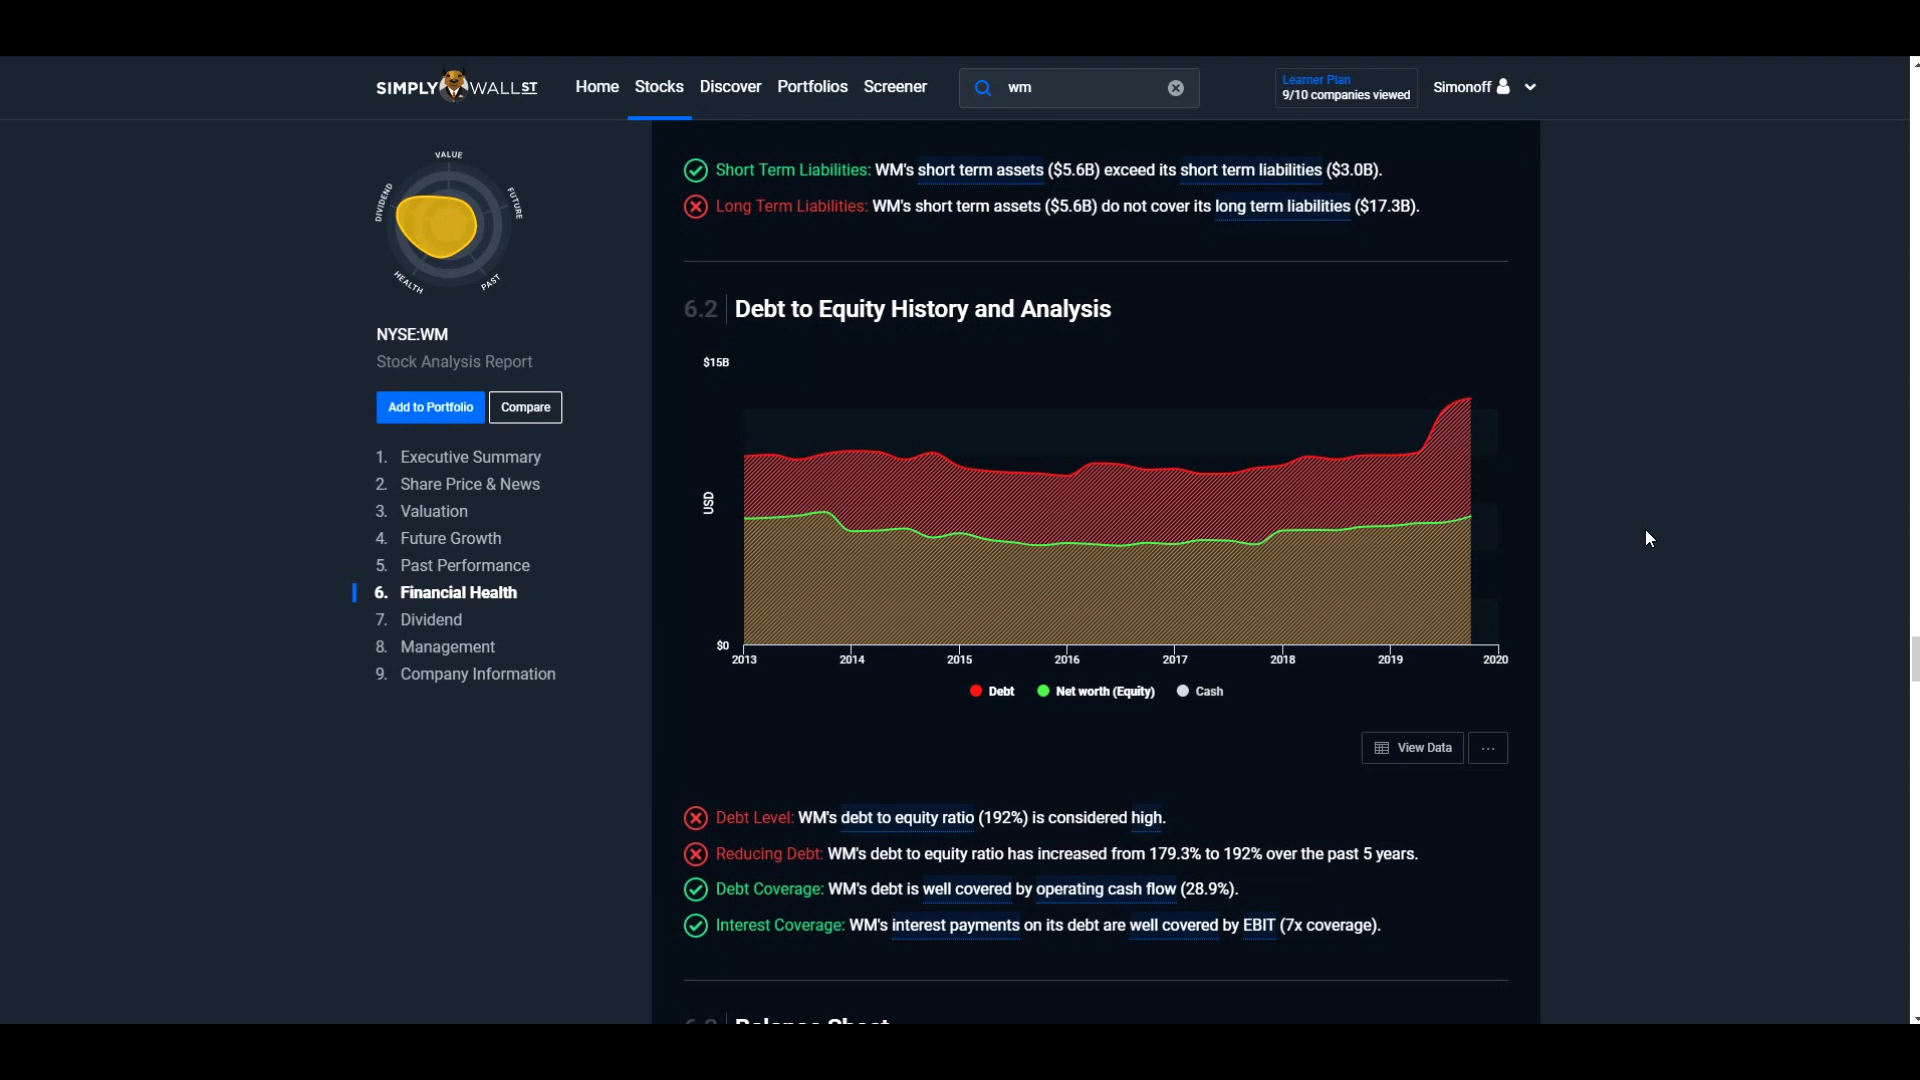 SIMPLY WALLST
Home Stocks Discover Portfolios Screener
wm
Learner Plan
9/10 companies viewed
Simonoff
VALUE
FUTURE
PAST
HEALTH
DIVIDEND
NYSE:WM
Stock Analysis Report
Add to Portfolio Compare
1. Executive Summary
2. Share Price & News
3. Valuation
4. Future Growth
5. Past Performance
6. Financial Health
7. Dividend
8. Management
9. Company Information
Short Term Liabilities: WM's short term assets ($5.6B) exceed its short term liabilities ($3.0B).
Long Term Liabilities: WM's short term assets ($5.6B) do not cover its long term liabilities ($17.3B).
6.2 Debt to Equity History and Analysis
$15B
USD
$0
2013 2014 2015 2016 2017 2018 2019 2020
Debt Net worth (Equity) Cash
View Data ...
Debt Level: WM's debt to equity ratio (192%) is considered high.
Reducing Debt: WM's debt to equity ratio has increased from 179.3% to 192% over the past 5 years.
Debt Coverage: WM's debt is well covered by operating cash flow (28.9%).
Interest Coverage: WM's interest payments on its debt are well covered by EBIT (7x coverage).
Balance Sheet